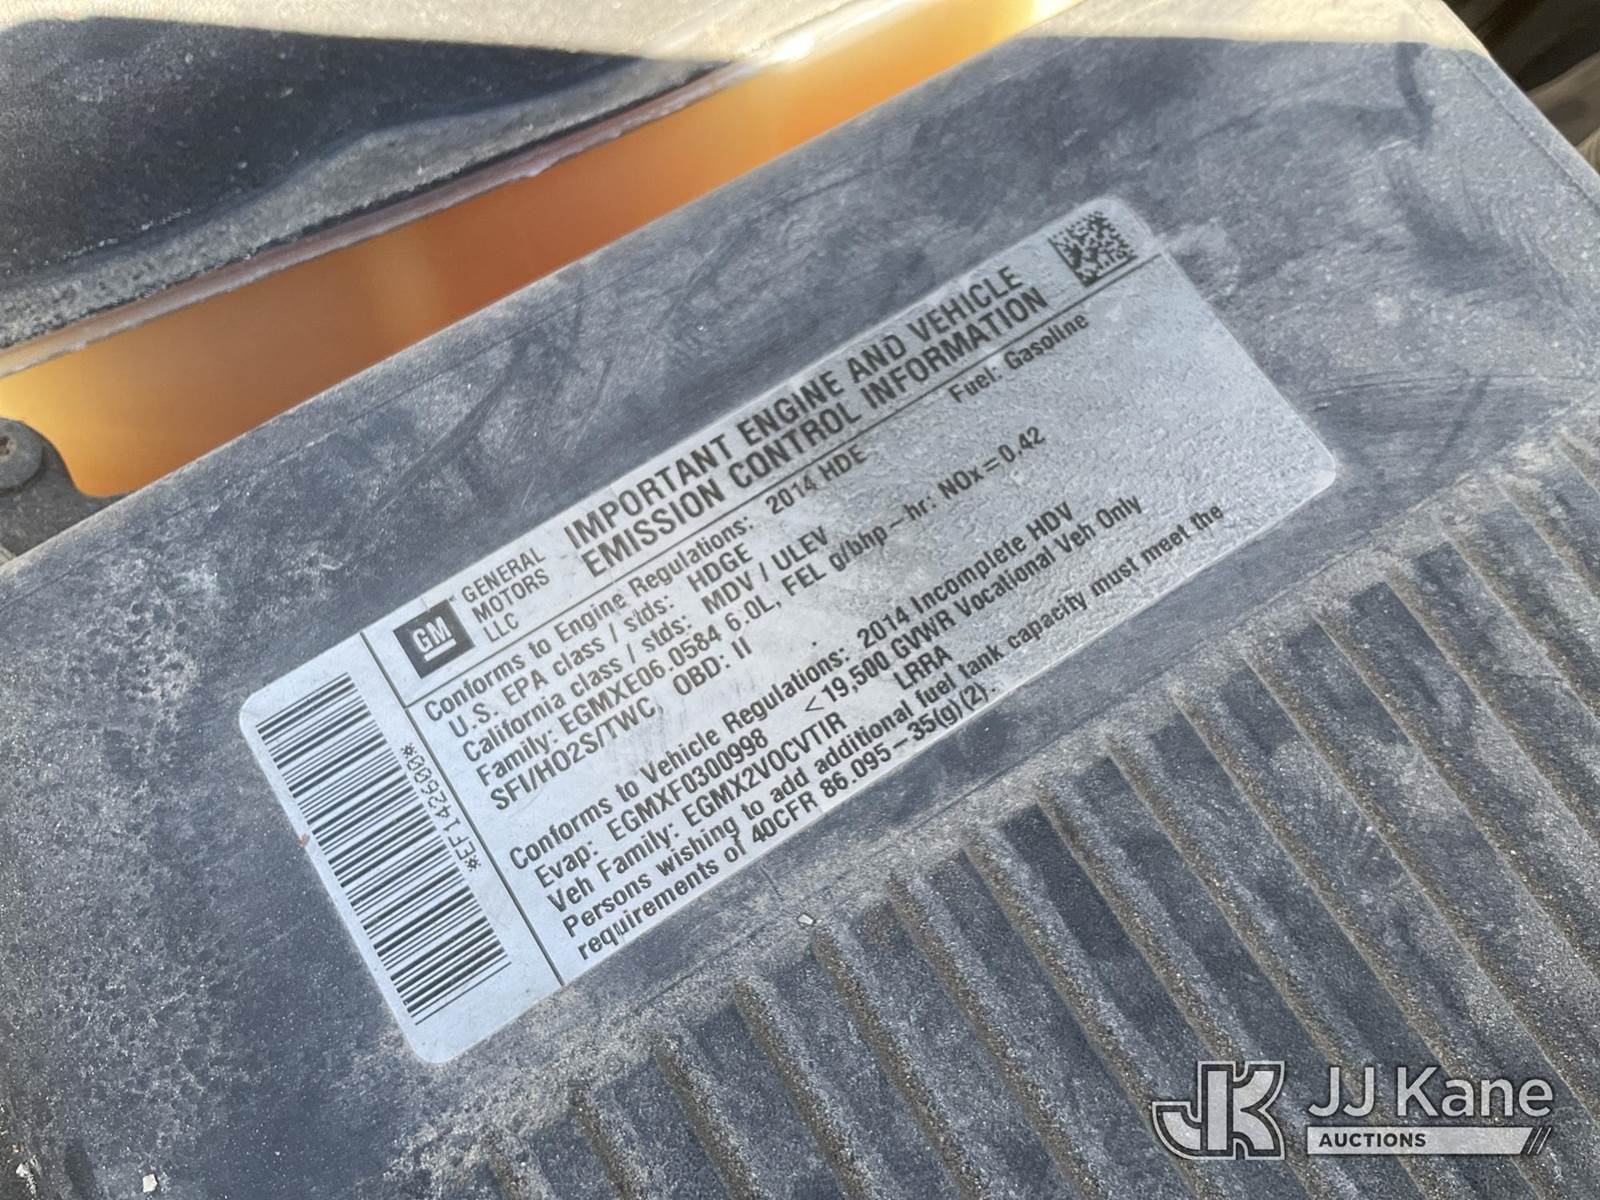 GM GENERAL MOTORS LLC
IMPORTANT ENGINE AND VEHICLE
EMISSION CONTROL INFORMATION
Conforms to Engine Regulations: 2014 HDE Fuel: Gasoline
U.S. EPA class / stds: HDGE
California class / stds: MDV / ULEV
Family: EGMXE06.0584 6.0L, FEL g/bhp-hr: NOx = 0.42
SFI/HO2S/TWC, OBD: II
Conforms to Vehicle Regulations: 2014 Incomplete HDV
Evap: EGMXF0300998 <19,500 GVWR Vocational Veh Only
Veh Family: EGMX2VOCVTIR LRRA
Persons wishing to add additional fuel tank capacity must meet the
requirements of 40CFR 86.095-35(g)(2).
*EF142600*
JK JJ Kane
AUCTIONS